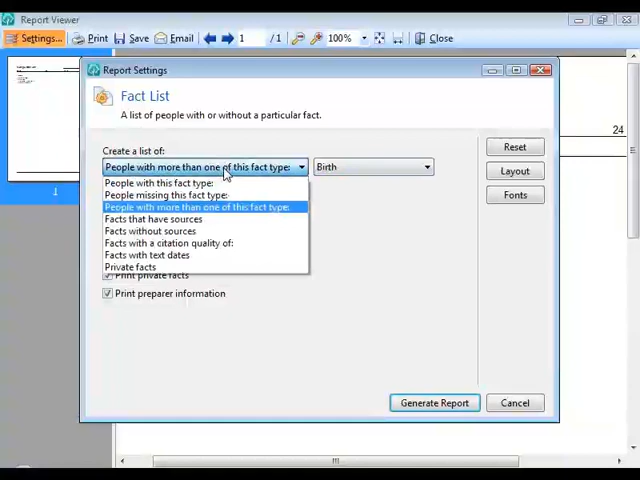 Report Viewer
Settings... Print Save Email 1 / 1 100% Close
Report Settings
Fact List
A list of people with or without a particular fact.
Create a list of:
People with more than one of this fact type: Birth
People with this fact type:
People missing this fact type:
People with more than one of this fact type:
Facts that have sources
Facts without sources
Facts with a citation quality of:
Facts with text dates
Private facts
Print private facts
Print preparer information
Reset
Layout
Fonts
Generate Report Cancel
24
1